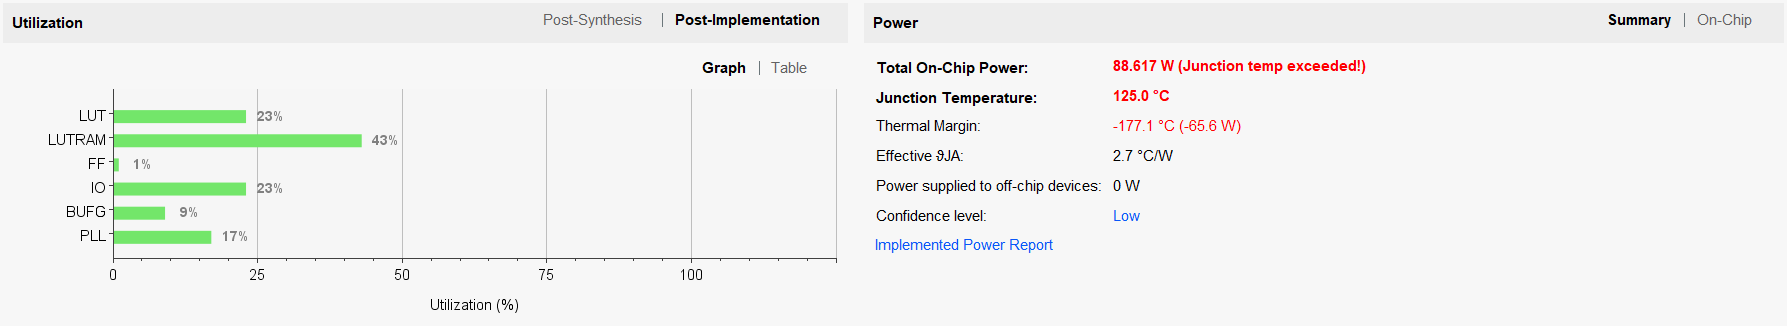 Utilization
Post-Synthesis | Post-Implementation
Graph | Table
LUT 23%
LUTRAM 43%
FF 1%
IO 23%
BUFG 9%
PLL 17%
0 25 50 75 100
Utilization (%)
Power
Summary | On-Chip
Total On-Chip Power: 88.617 W (Junction temp exceeded!)
Junction Temperature: 125.0 °C
Thermal Margin: -177.1 °C (-65.6 W)
Effective ϑJA: 2.7 °C/W
Power supplied to off-chip devices: 0 W
Confidence level: Low
Implemented Power Report